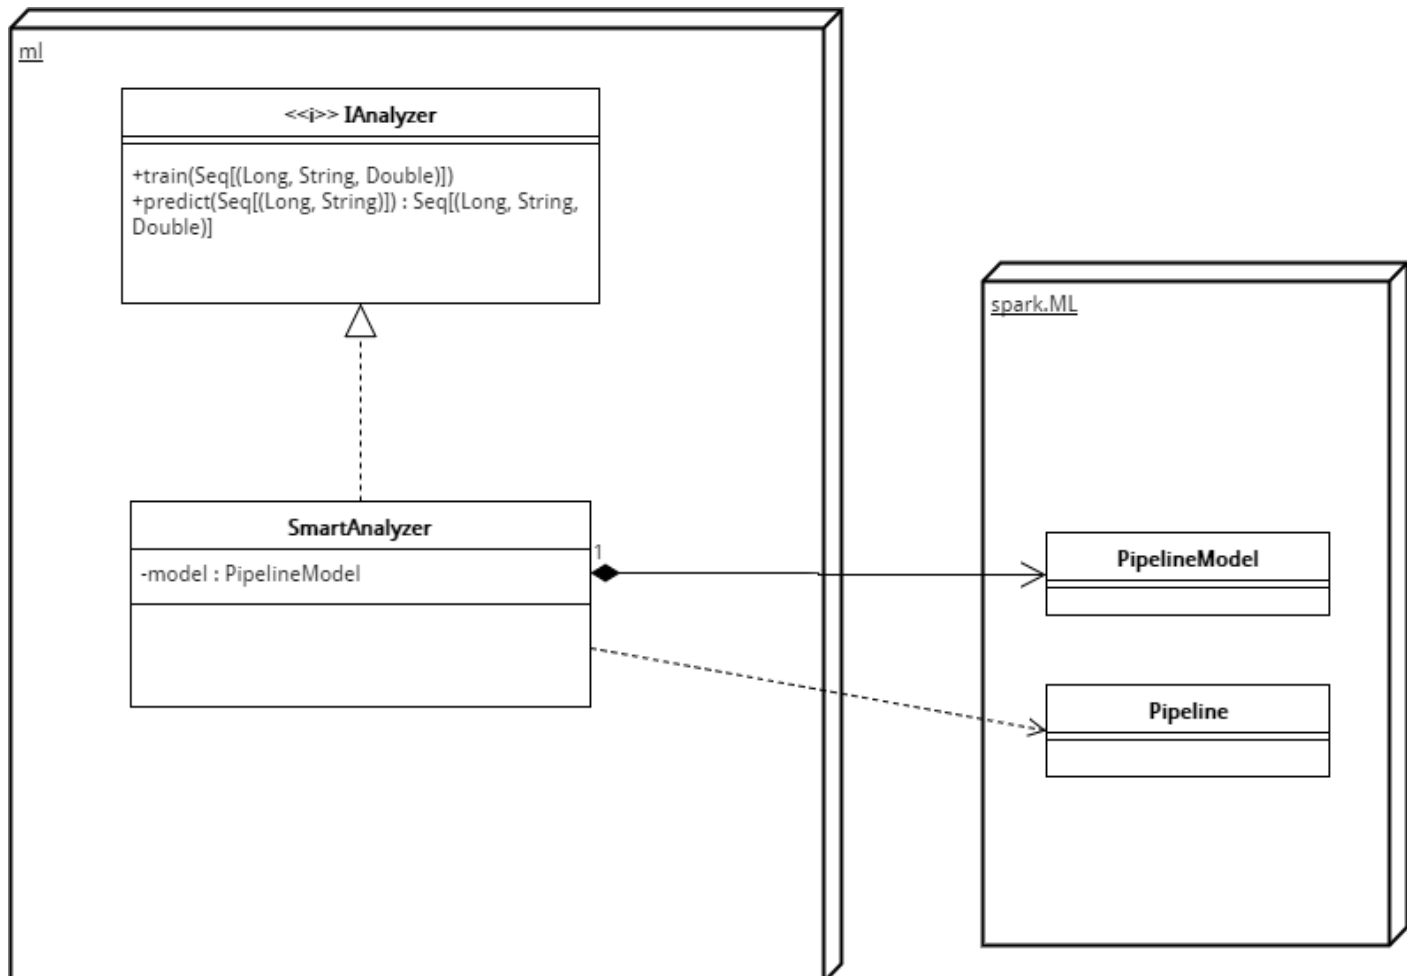 ml
<<i>> IAnalyzer
+train(Seq[(Long, String, Double)])
+predict(Seq[(Long, String)]) : Seq[(Long, String,
Double)]
spark.ML
SmartAnalyzer
-model : PipelineModel
1
PipelineModel
Pipeline